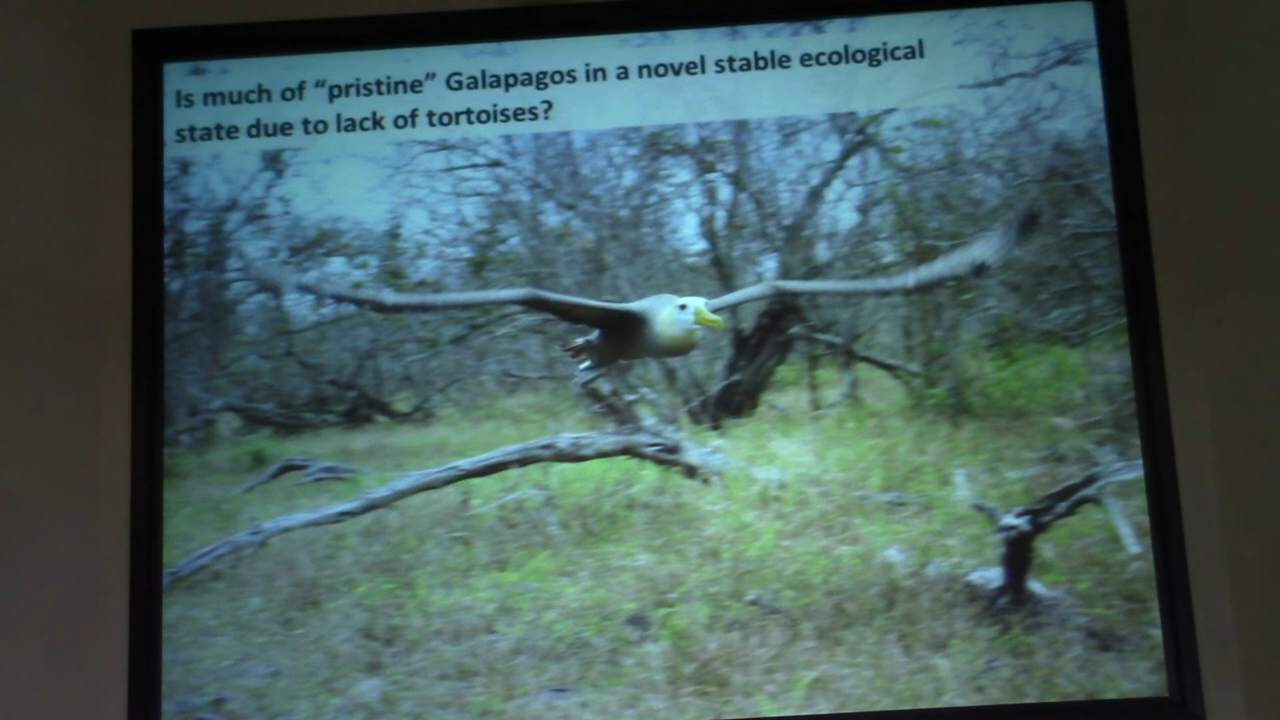 Is much of “pristine” Galapagos in a novel stable ecological
state due to lack of tortoises?